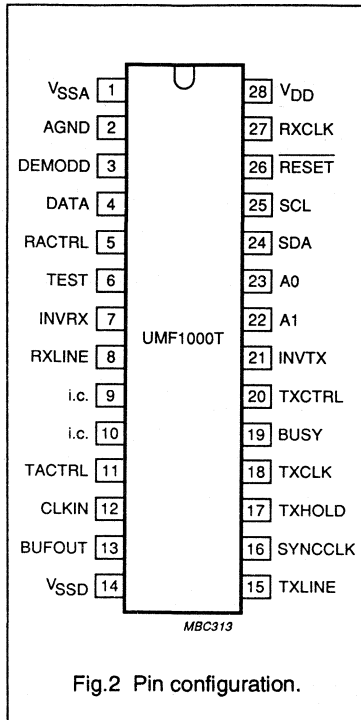 VSSA 1 28 VDD
AGND 2 27 RXCLK
DEMODD 3 26 RESET
DATA 4 25 SCL
RACTRL 5 24 SDA
TEST 6 23 A0
INVRX 7 22 A1
UMF1000T
RXLINE 8 21 INVTX
i.c. 9 20 TXCTRL
i.c. 10 19 BUSY
TACTRL 11 18 TXCLK
CLKIN 12 17 TXHOLD
BUFOUT 13 16 SYNCCLK
VSSD 14 15 TXLINE
MBC313
Fig.2 Pin configuration.